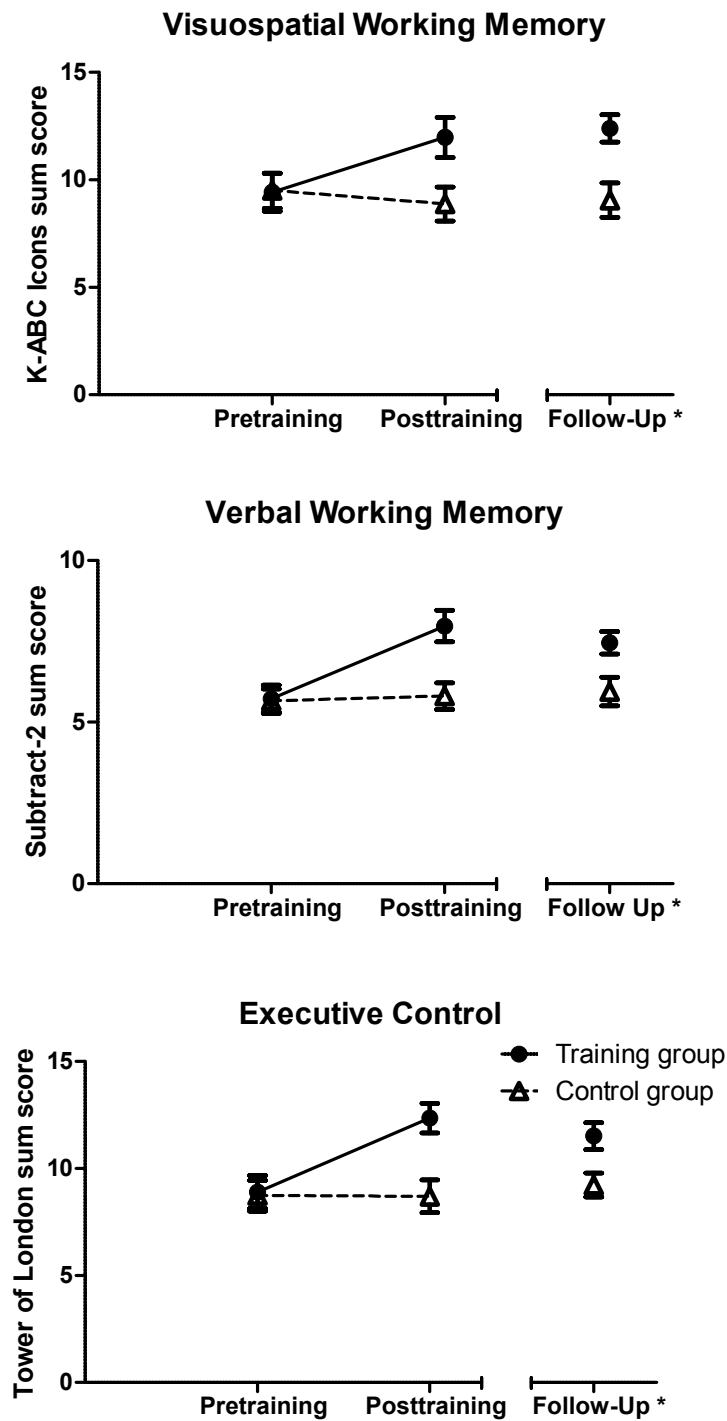 Visuospatial Working Memory
K-ABC Icons sum score
15
10
5
0
Pretraining Posttraining Follow-Up *
Verbal Working Memory
Subtract-2 sum score
10
5
0
Pretraining Posttraining Follow Up *
Executive Control
Tower of London sum score
15
10
5
0
Training group
Control group
Pretraining Posttraining Follow-Up *